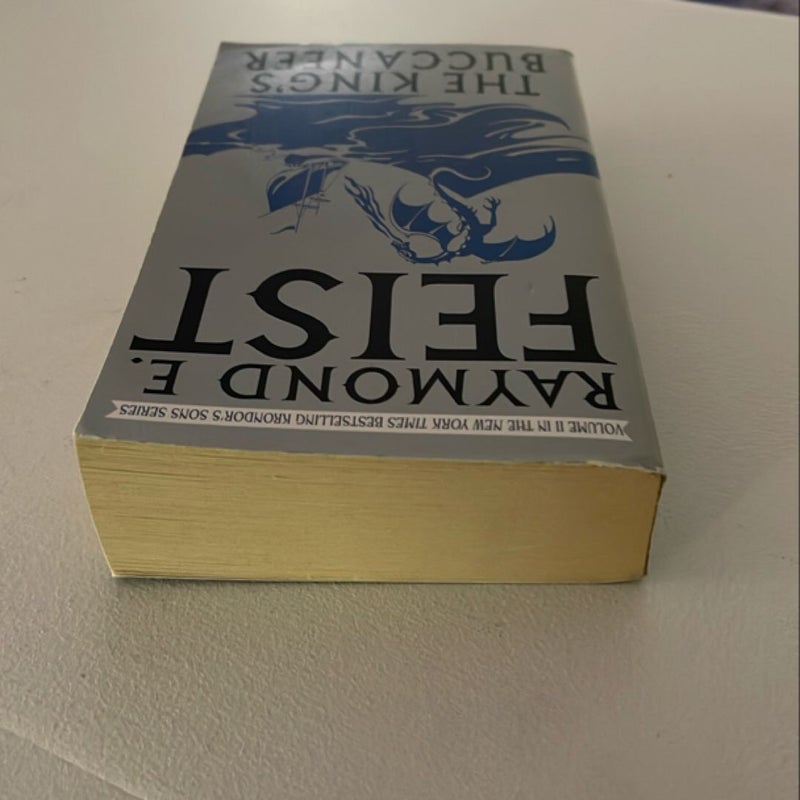 VOLUME II IN THE NEW YORK TIMES BESTSELLING KRONDOR'S SONS SERIES
RAYMOND E.
FEIST
THE KING'S
BUCCANEER